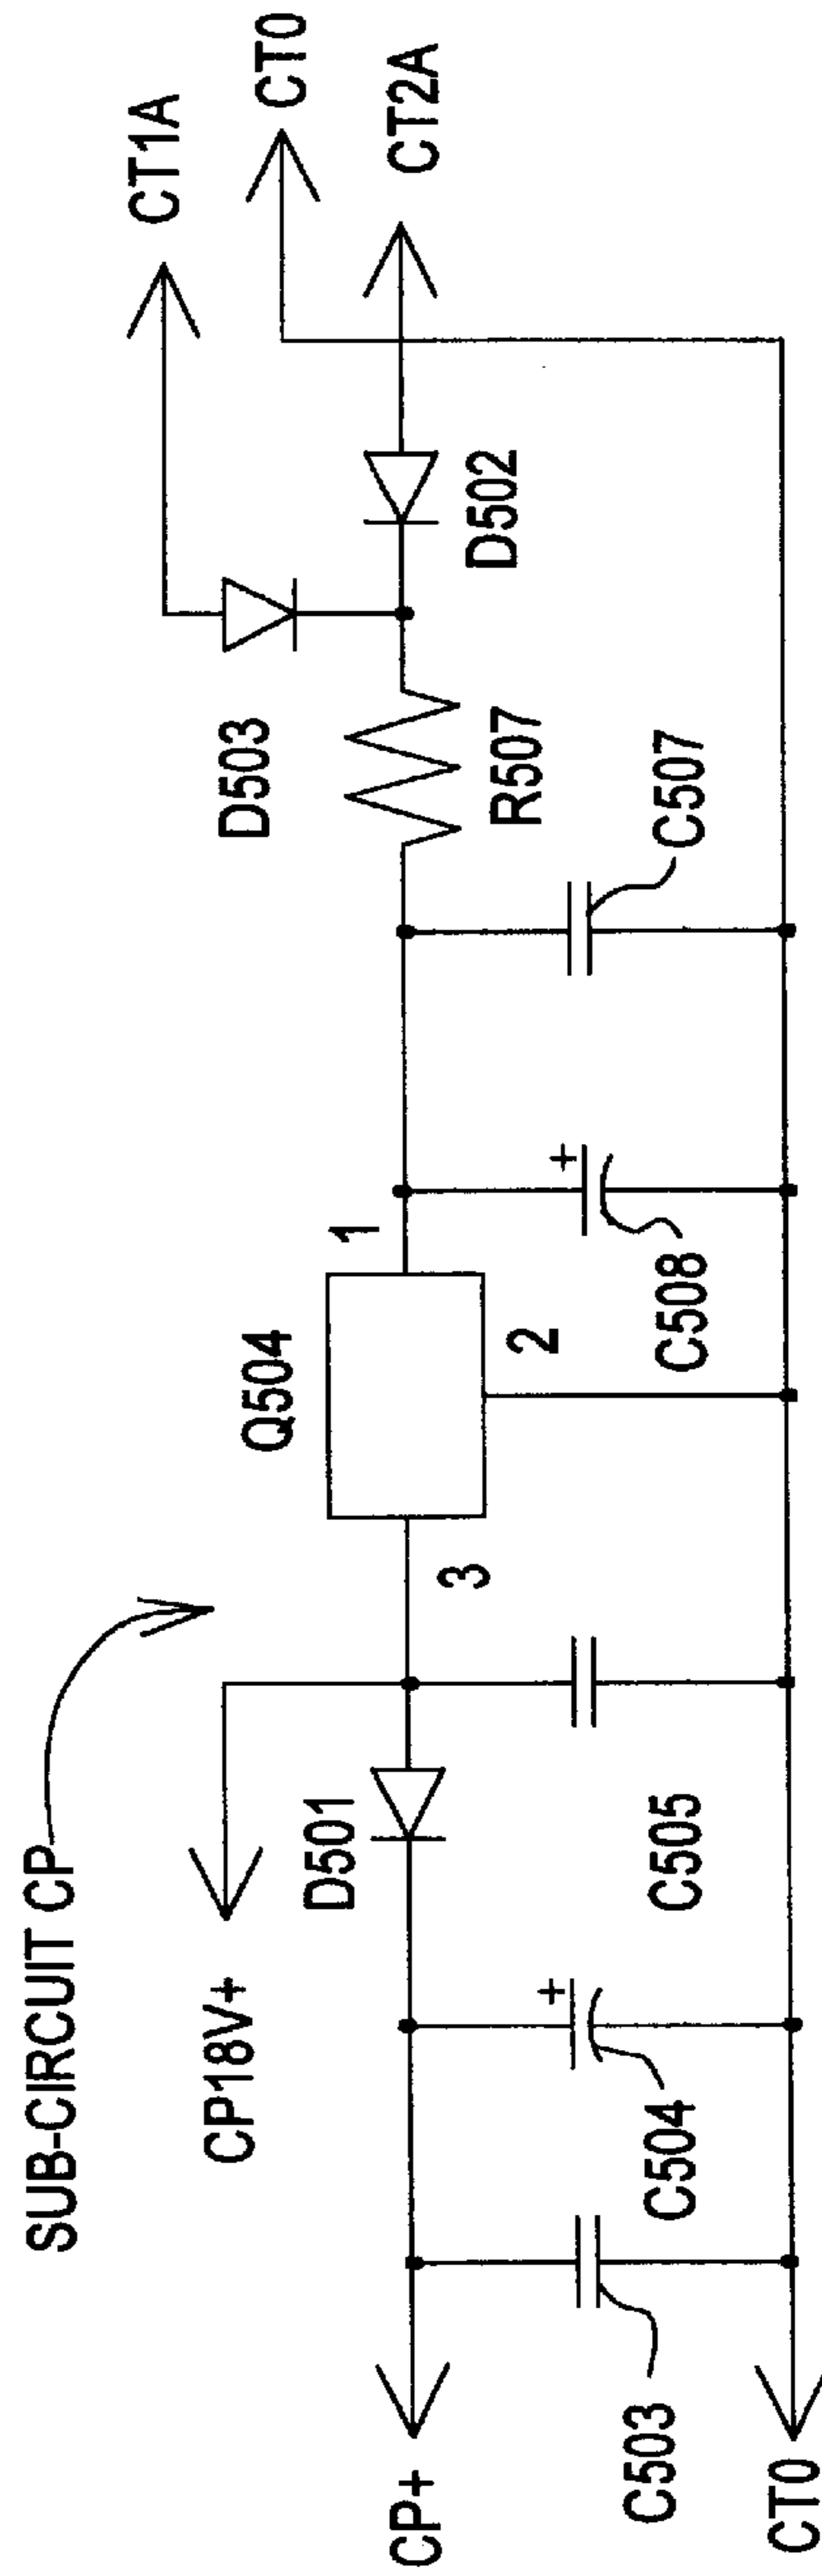 SUB-CIRCUIT CP
CT1A
CT0
CT2A
CP18V+
D503
D502
Q504
1
R507
D501
3
2
C507
CP+
C508
C505
+
+
C504
C503
CT0